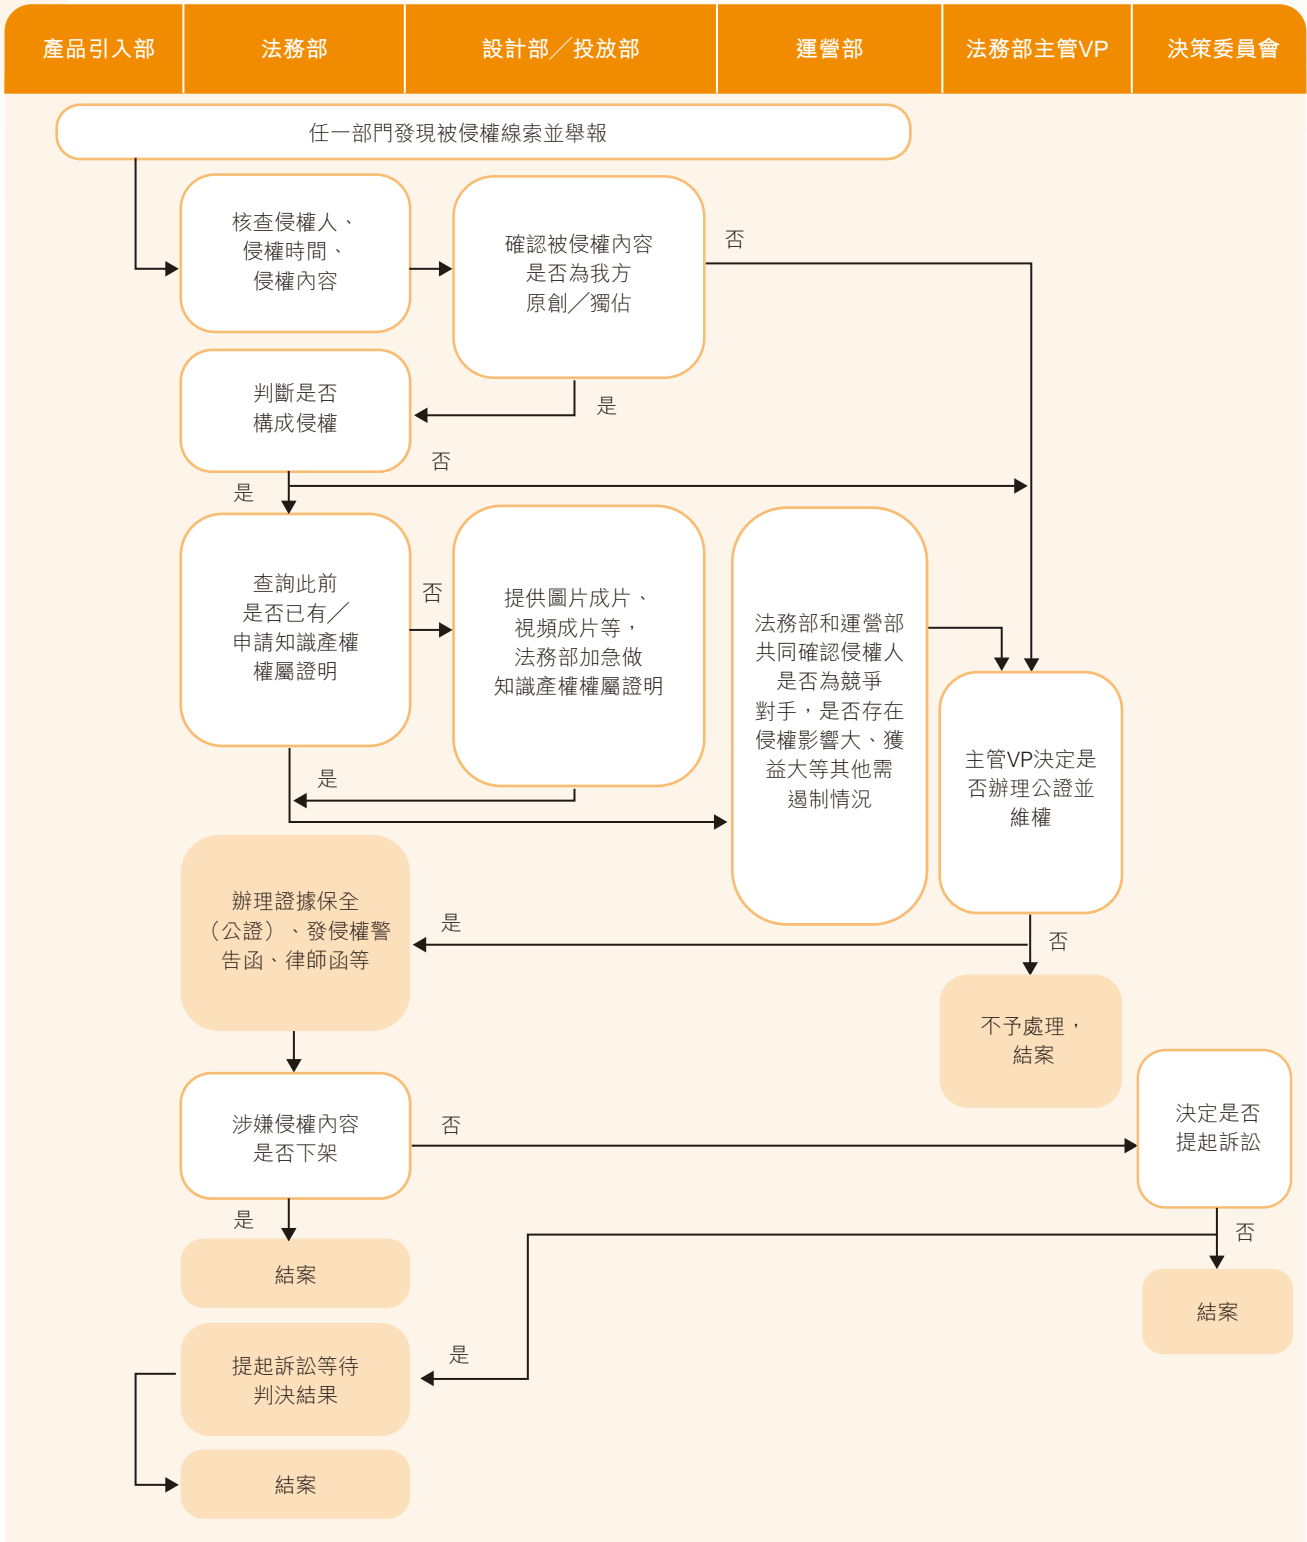 產品引入部
法務部
設計部／投放部
運營部
法務部主管VP
決策委員會
任一部門發現被侵權線索並舉報
核查侵權人、
侵權時間、
侵權內容
確認被侵權內容
是否為我方
原創／獨佔
否
是
判斷是否
構成侵權
否
是
查詢此前
是否已有／
申請知識產權
權屬證明
否
提供圖片成片、
視頻成片等，
法務部加急做
知識產權權屬證明
是
法務部和運營部
共同確認侵權人
是否為競爭
對手，是否存在
侵權影響大、獲
益大等其他需
遏制情況
主管VP決定是
否辦理公證並
維權
是
否
辦理證據保全
（公證）、發侵權警
告函、律師函等
不予處理，
結案
涉嫌侵權內容
是否下架
否
決定是否
提起訴訟
是
否
結案
結案
是
提起訴訟等待
判決結果
結案